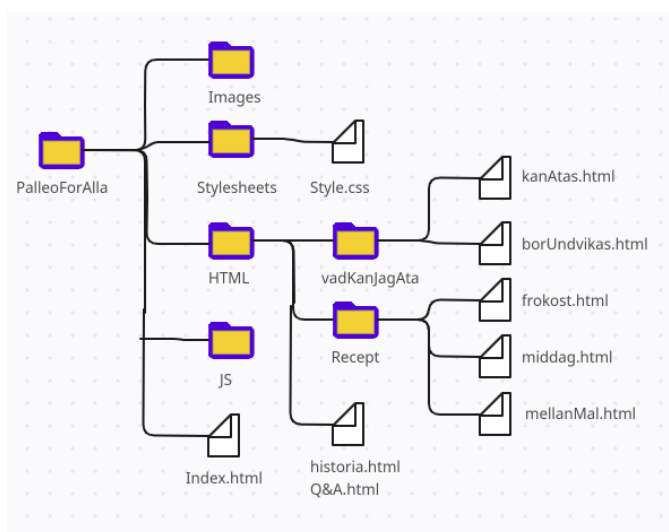 Images
PalleoForAlla
Stylesheets
Style.css
kanAtas.html
HTML
vadKanJagAta
borUndvikas.html
frokost.html
JS
Recept
middag.html
mellanMal.html
Index.html
historia.html
Q&A.html